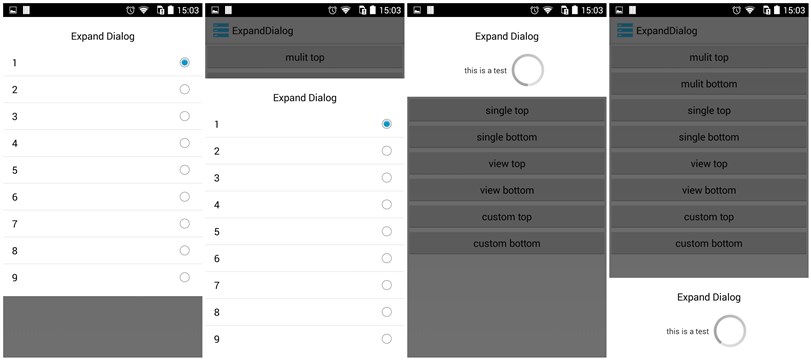 15:03
Expand Dialog
1
2
3
4
5
6
7
8
9
15:03
ExpandDialog
mulit top
Expand Dialog
1
2
3
4
5
6
7
8
9
15:03
Expand Dialog
this is a test
single top
single bottom
view top
view bottom
custom top
custom bottom
15:03
ExpandDialog
mulit top
mulit bottom
single top
single bottom
view top
view bottom
custom top
custom bottom
Expand Dialog
this is a test